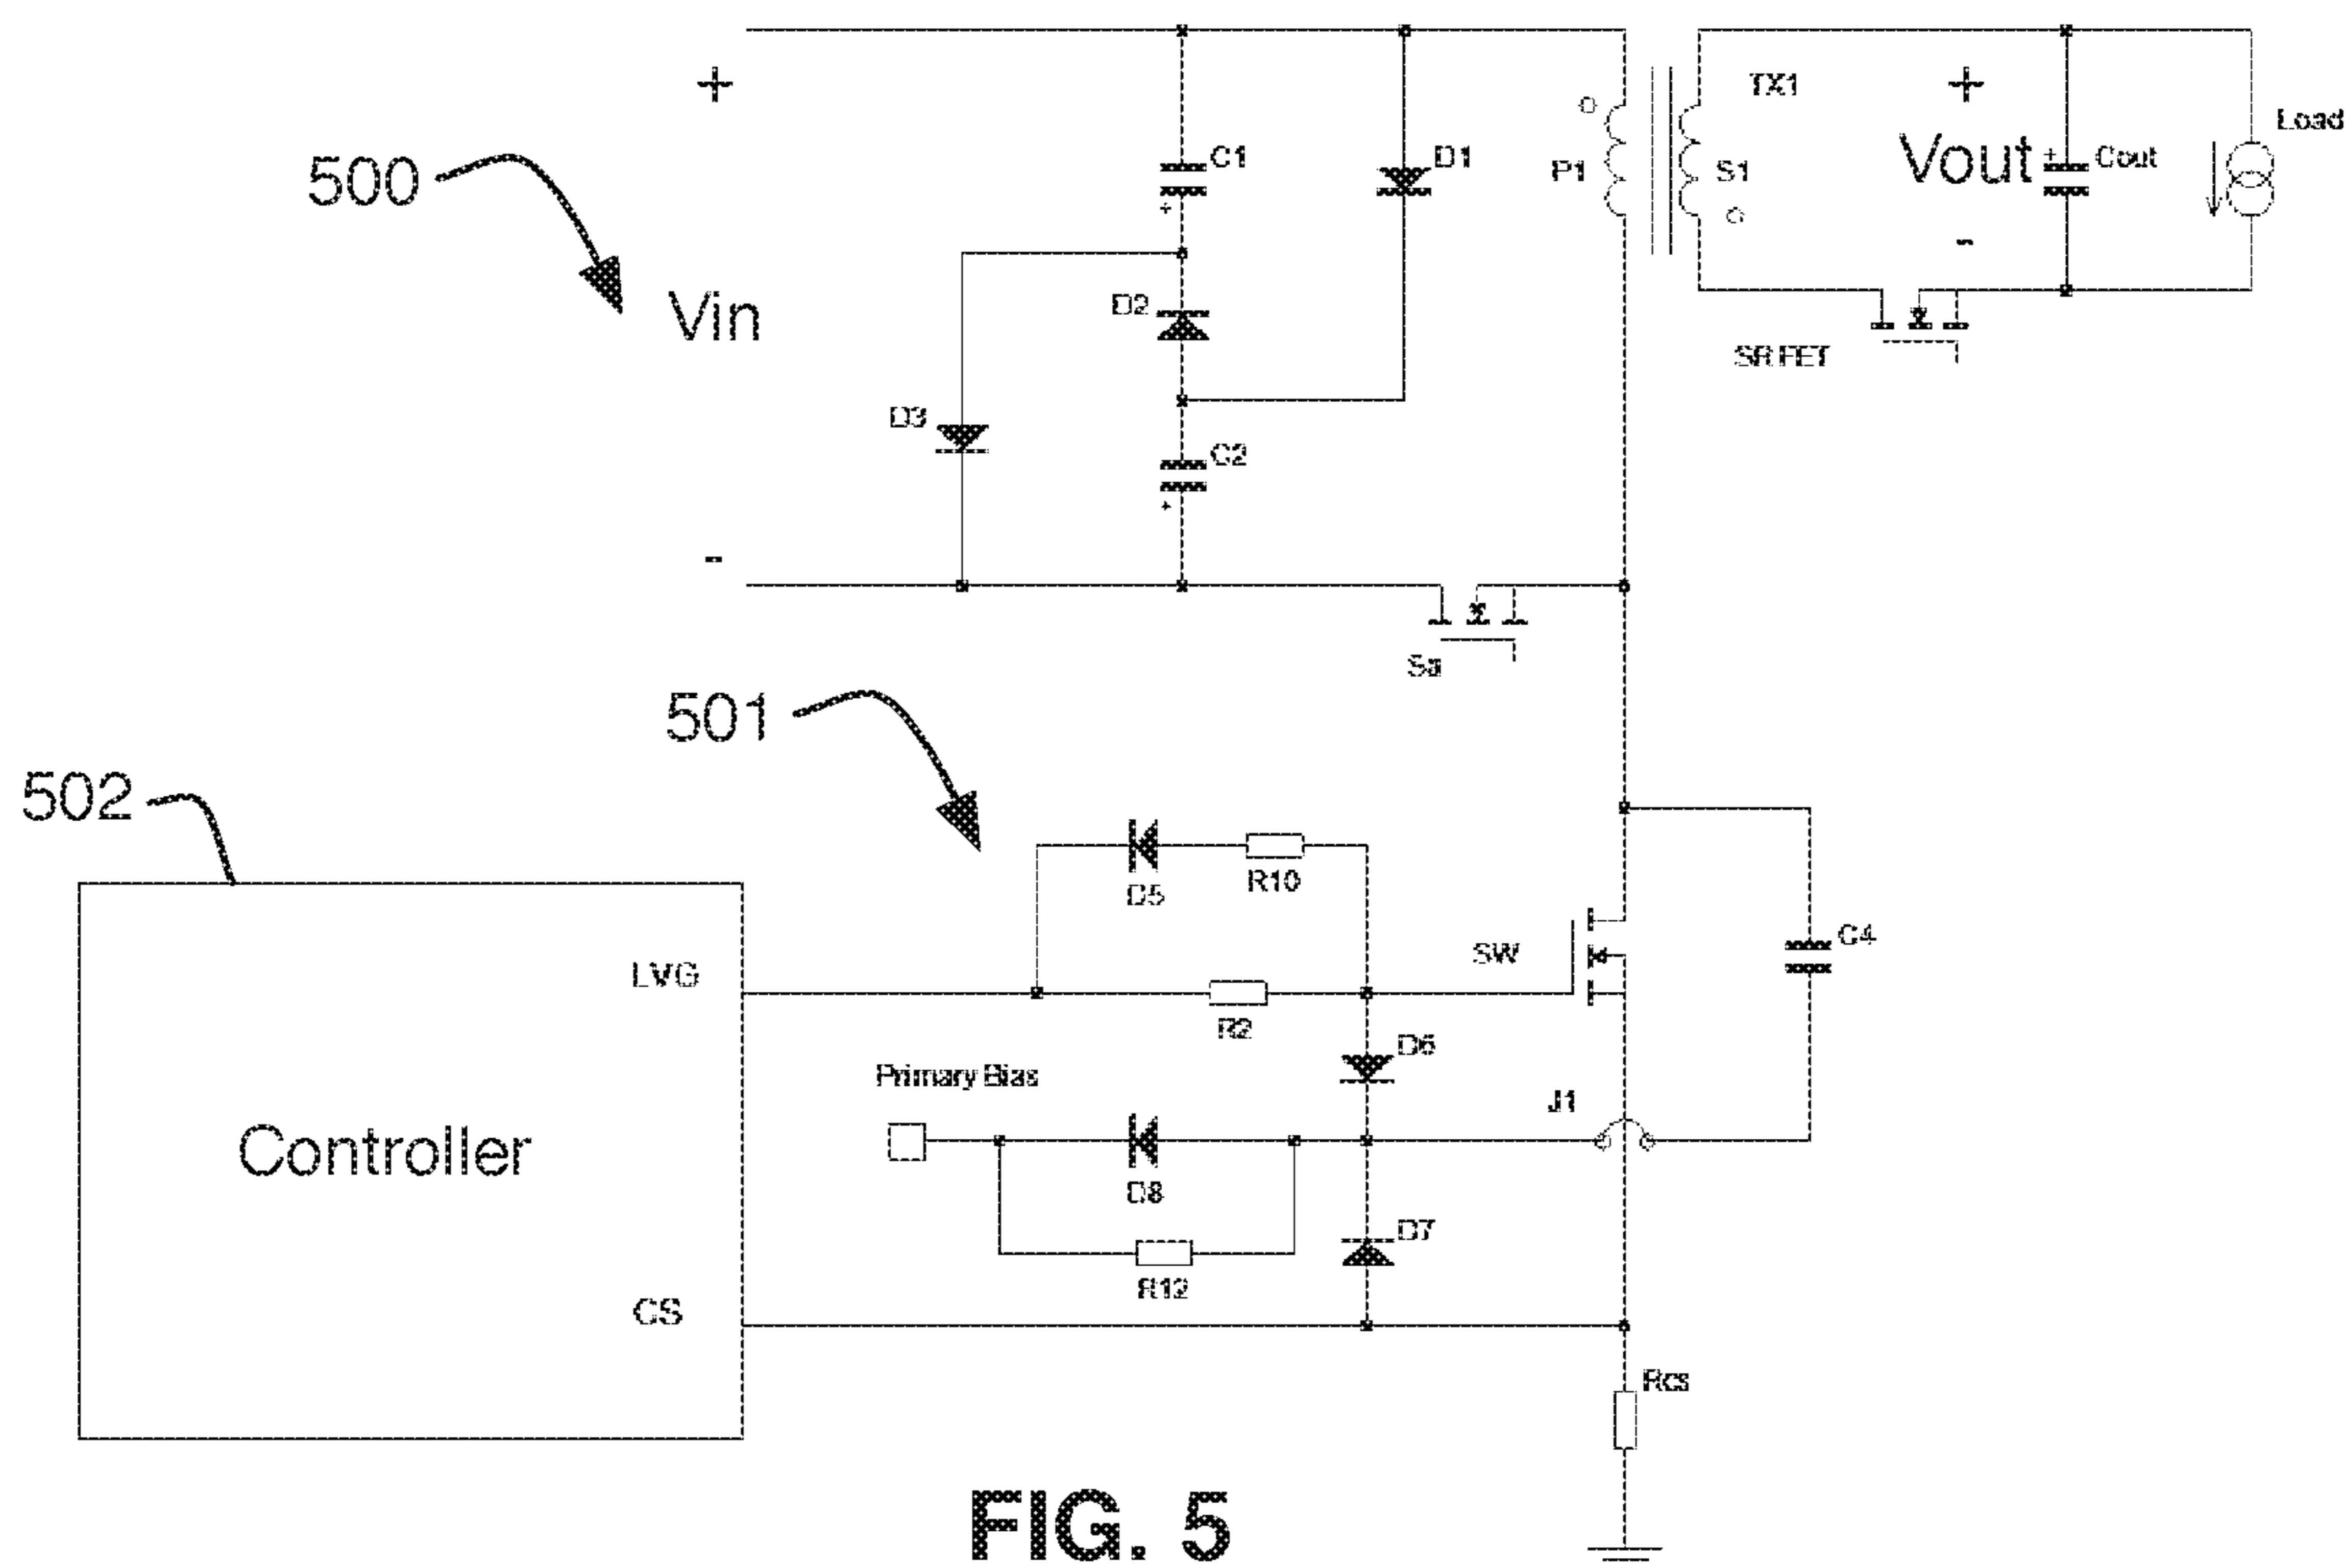 +
TX1
+
Load
500
C1
D1
P1
S1
Vout
+
Cout
+
-
Vin
D2
SR FET
D3
C2
+
-
Sa
501
502
D5
R10
SW
C4
LVG
R2
D6
Primary Bias
J1
Controller
D8
D7
R12
CS
Rcs
FIG. 5